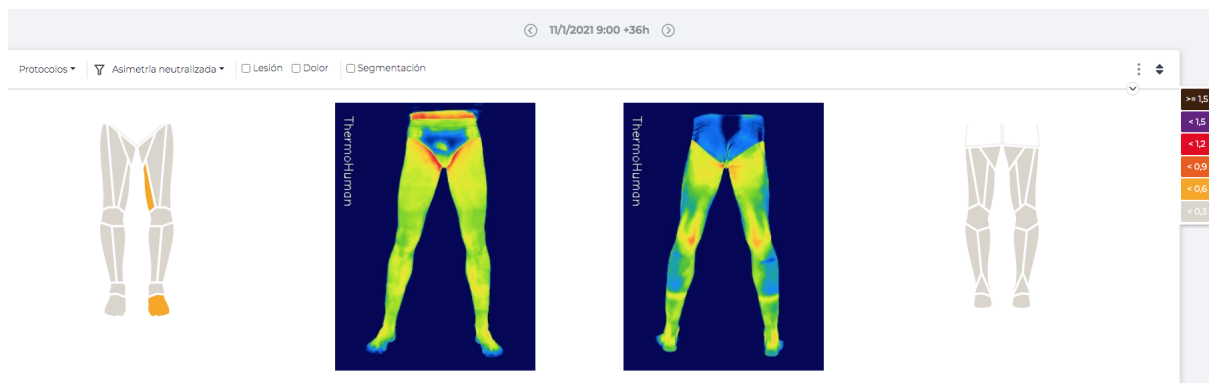 11/1/2021 9:00 +36h
Protocolos
Asimetría neutralizada
Lesión
Dolor
Segmentación
ThermoHuman
ThermoHuman
>= 1,5
< 1,5
< 1,2
< 0,9
< 0,6
< 0,3